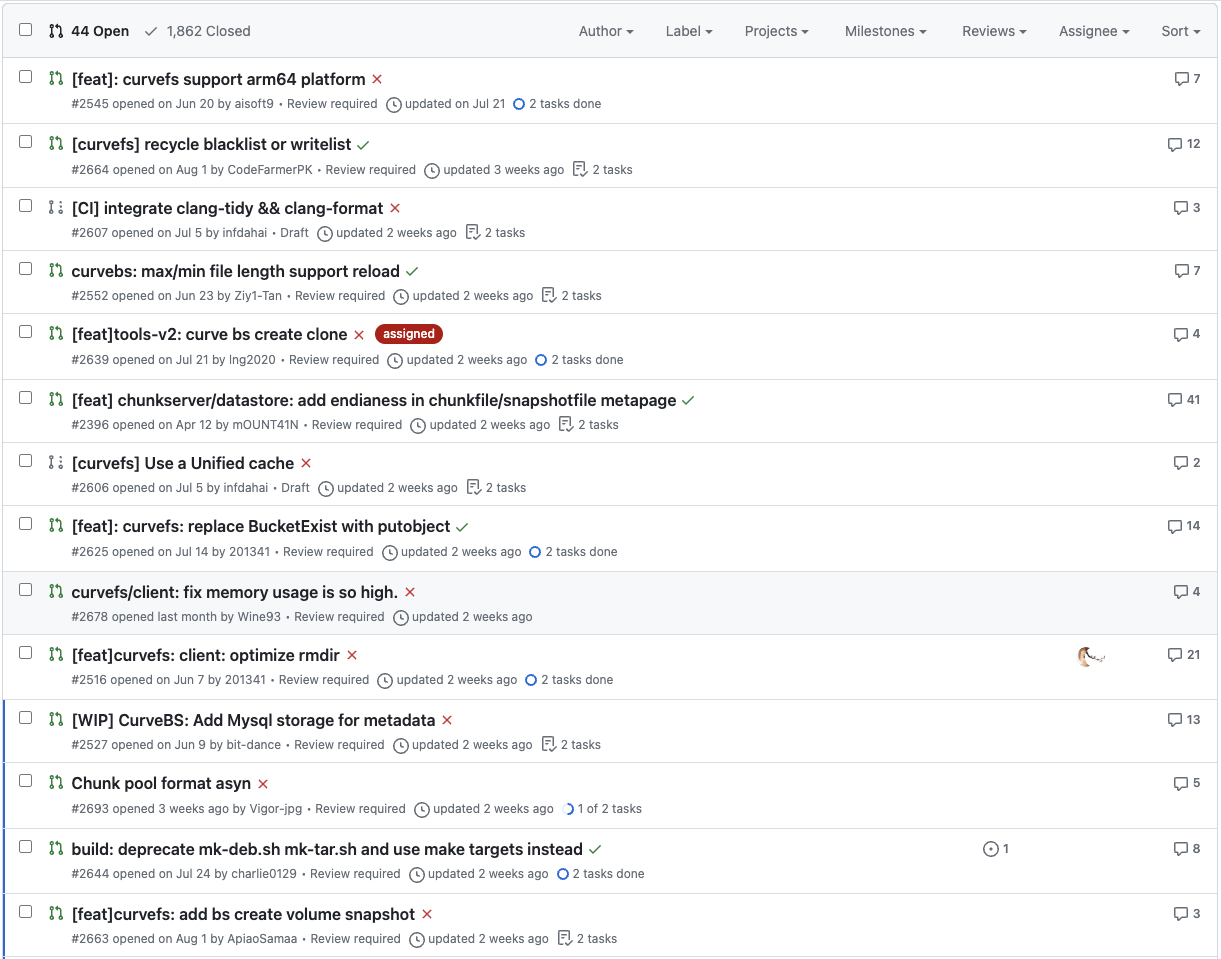 44 Open 1,862 Closed Author Label Projects Milestones Reviews Assignee Sort
[feat]: curvefs support arm64 platform 7
#2545 opened on Jun 20 by aisoft9 • Review required updated on Jul 21 2 tasks done
[curvefs] recycle blacklist or writelist 12
#2664 opened on Aug 1 by CodeFarmerPK • Review required updated 3 weeks ago 2 tasks
[CI] integrate clang-tidy && clang-format 3
#2607 opened on Jul 5 by infdahai • Draft updated 2 weeks ago 2 tasks
curvebs: max/min file length support reload 7
#2552 opened on Jun 23 by Ziy1-Tan • Review required updated 2 weeks ago 2 tasks
[feat]tools-v2: curve bs create clone assigned 4
#2639 opened on Jul 21 by lng2020 • Review required updated 2 weeks ago 2 tasks done
[feat] chunkserver/datastore: add endianess in chunkfile/snapshotfile metapage 41
#2396 opened on Apr 12 by mOUNT41N • Review required updated 2 weeks ago 2 tasks
[curvefs] Use a Unified cache 2
#2606 opened on Jul 5 by infdahai • Draft updated 2 weeks ago 2 tasks
[feat]: curvefs: replace BucketExist with putobject 14
#2625 opened on Jul 14 by 201341 • Review required updated 2 weeks ago 2 tasks done
curvefs/client: fix memory usage is so high. 4
#2678 opened last month by Wine93 • Review required updated 2 weeks ago
[feat]curvefs: client: optimize rmdir 21
#2516 opened on Jun 7 by 201341 • Review required updated 2 weeks ago 2 tasks done
[WIP] CurveBS: Add Mysql storage for metadata 13
#2527 opened on Jun 9 by bit-dance • Review required updated 2 weeks ago 2 tasks
Chunk pool format asyn 5
#2693 opened 3 weeks ago by Vigor-jpg • Review required updated 2 weeks ago 1 of 2 tasks
build: deprecate mk-deb.sh mk-tar.sh and use make targets instead 1 8
#2644 opened on Jul 24 by charlie0129 • Review required updated 2 weeks ago 2 tasks done
[feat]curvefs: add bs create volume snapshot 3
#2663 opened on Aug 1 by ApiaoSamaa • Review required updated 2 weeks ago 2 tasks